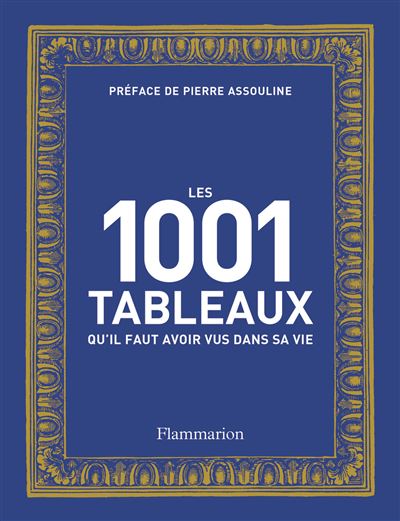 PRÉFACE DE PIERRE ASSOULINE
LES
1001
TABLEAUX
QU'IL FAUT AVOIR VUS DANS SA VIE
Flammarion